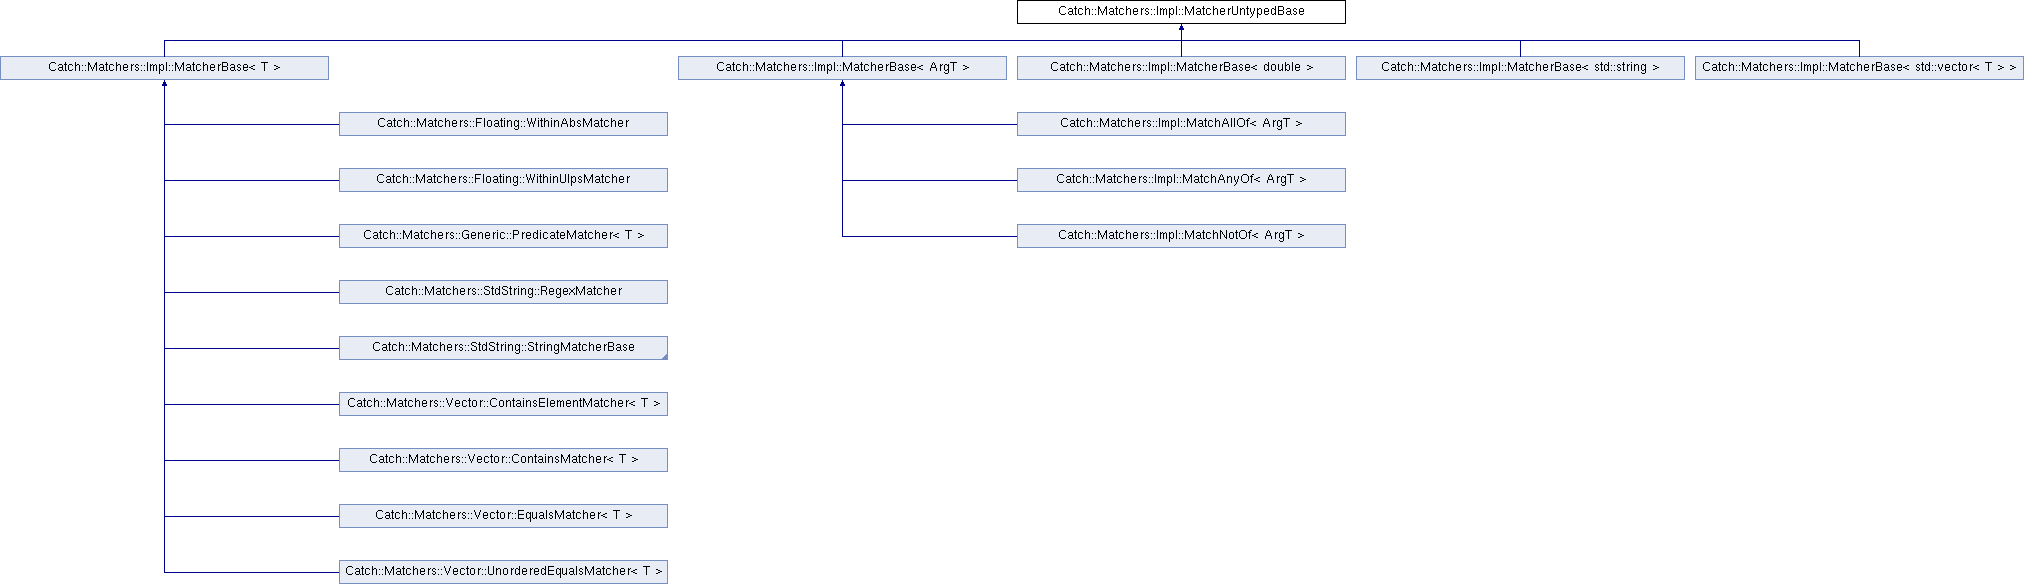 Catch::Matchers::Impl::MatcherUntypedBase
Catch::Matchers::Impl::MatcherBase< T >
Catch::Matchers::Impl::MatcherBase< ArgT >
Catch::Matchers::Impl::MatcherBase< double >
Catch::Matchers::Impl::MatcherBase< std::string >
Catch::Matchers::Impl::MatcherBase< std::vector< T > >
Catch::Matchers::Floating::WithinAbsMatcher
Catch::Matchers::Impl::MatchAllOf< ArgT >
Catch::Matchers::Floating::WithinUlpsMatcher
Catch::Matchers::Impl::MatchAnyOf< ArgT >
Catch::Matchers::Generic::PredicateMatcher< T >
Catch::Matchers::Impl::MatchNotOf< ArgT >
Catch::Matchers::StdString::RegexMatcher
Catch::Matchers::StdString::StringMatcherBase
Catch::Matchers::Vector::ContainsElementMatcher< T >
Catch::Matchers::Vector::ContainsMatcher< T >
Catch::Matchers::Vector::EqualsMatcher< T >
Catch::Matchers::Vector::UnorderedEqualsMatcher< T >